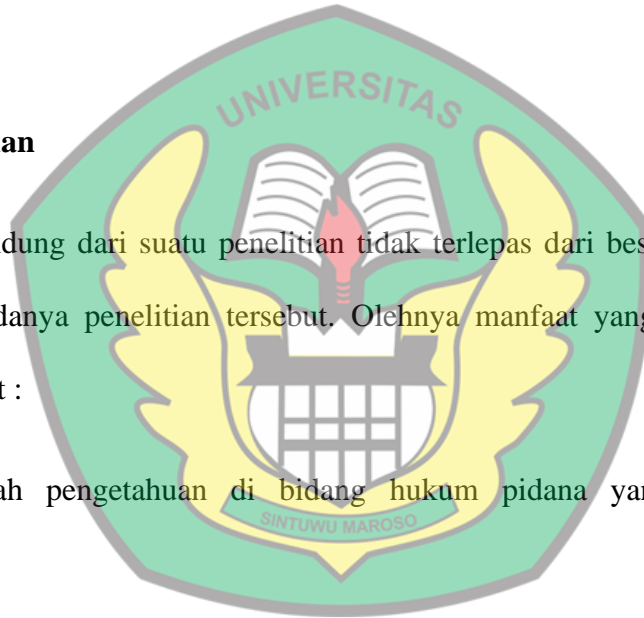 UNIVERSITAS
an
dung dari suatu penelitian tidak terlepas dari bes
danya penelitian tersebut. Olehnya manfaat yang
t :
ah pengetahuan di bidang hukum pidana yan
SINTUWU MAROSO